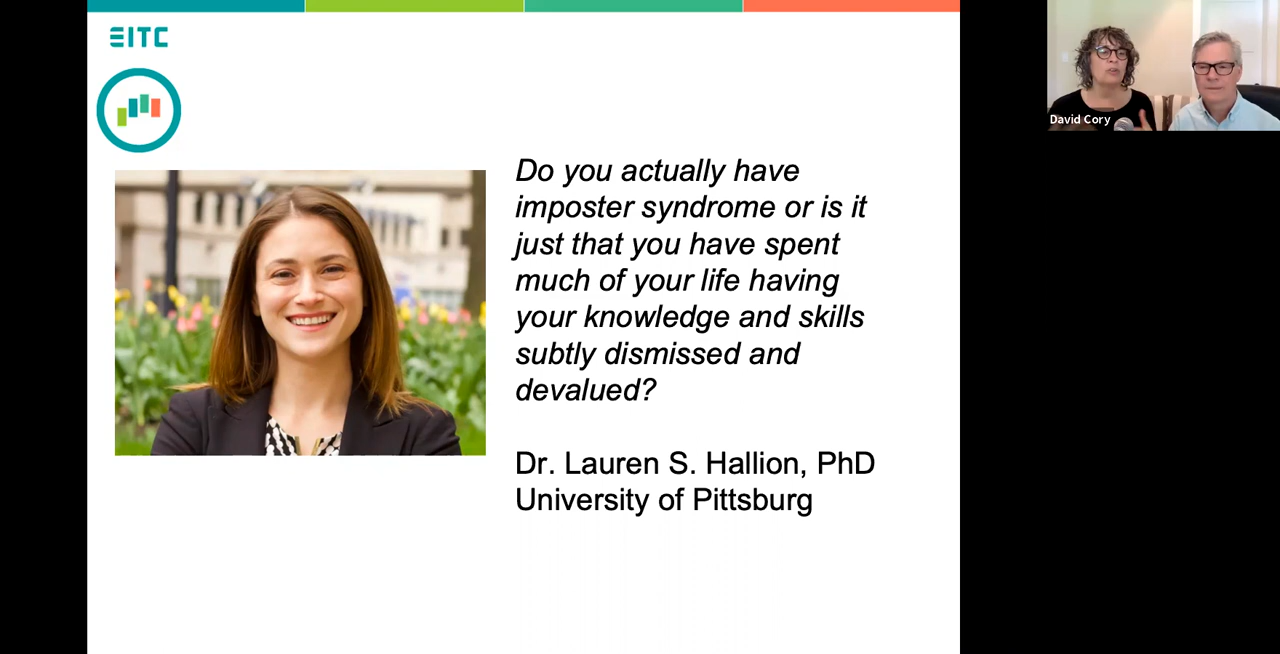 EITC
David Cory
Do you actually have
imposter syndrome or is it
just that you have spent
much of your life having
your knowledge and skills
subtly dismissed and
devalued?
Dr. Lauren S. Hallion, PhD
University of Pittsburg